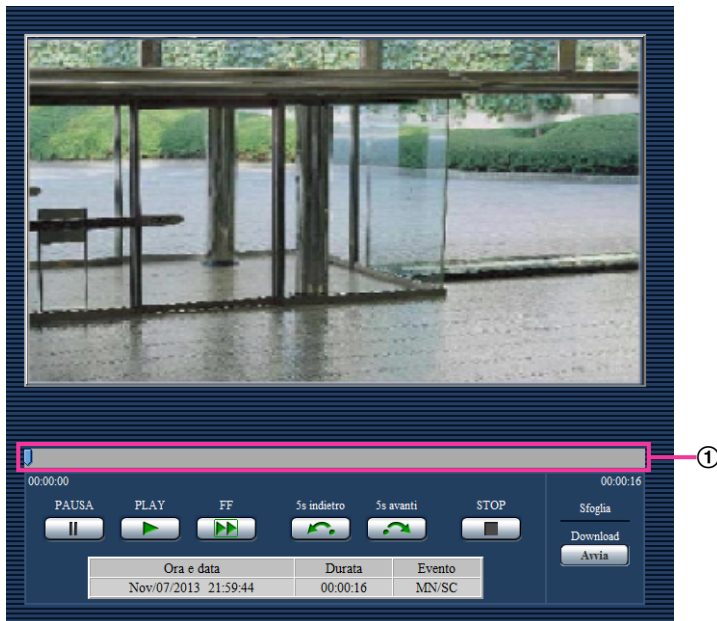 ①
00:00:00 00:00:16
PAUSA PLAY FF 5s indietro 5s avanti STOP Sfoglia
Download
Avvia
Ora e data Durata Evento
Nov/07/2013 21:59:44 00:00:16 MN/SC